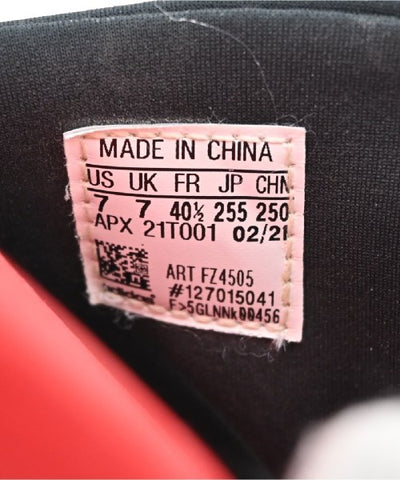 MADE IN CHINA
US UK FR JP CHN
7 7 40½ 255 250
APX 21T001 02/21
ART FZ4505
#127015041
F>5GLNNk00456